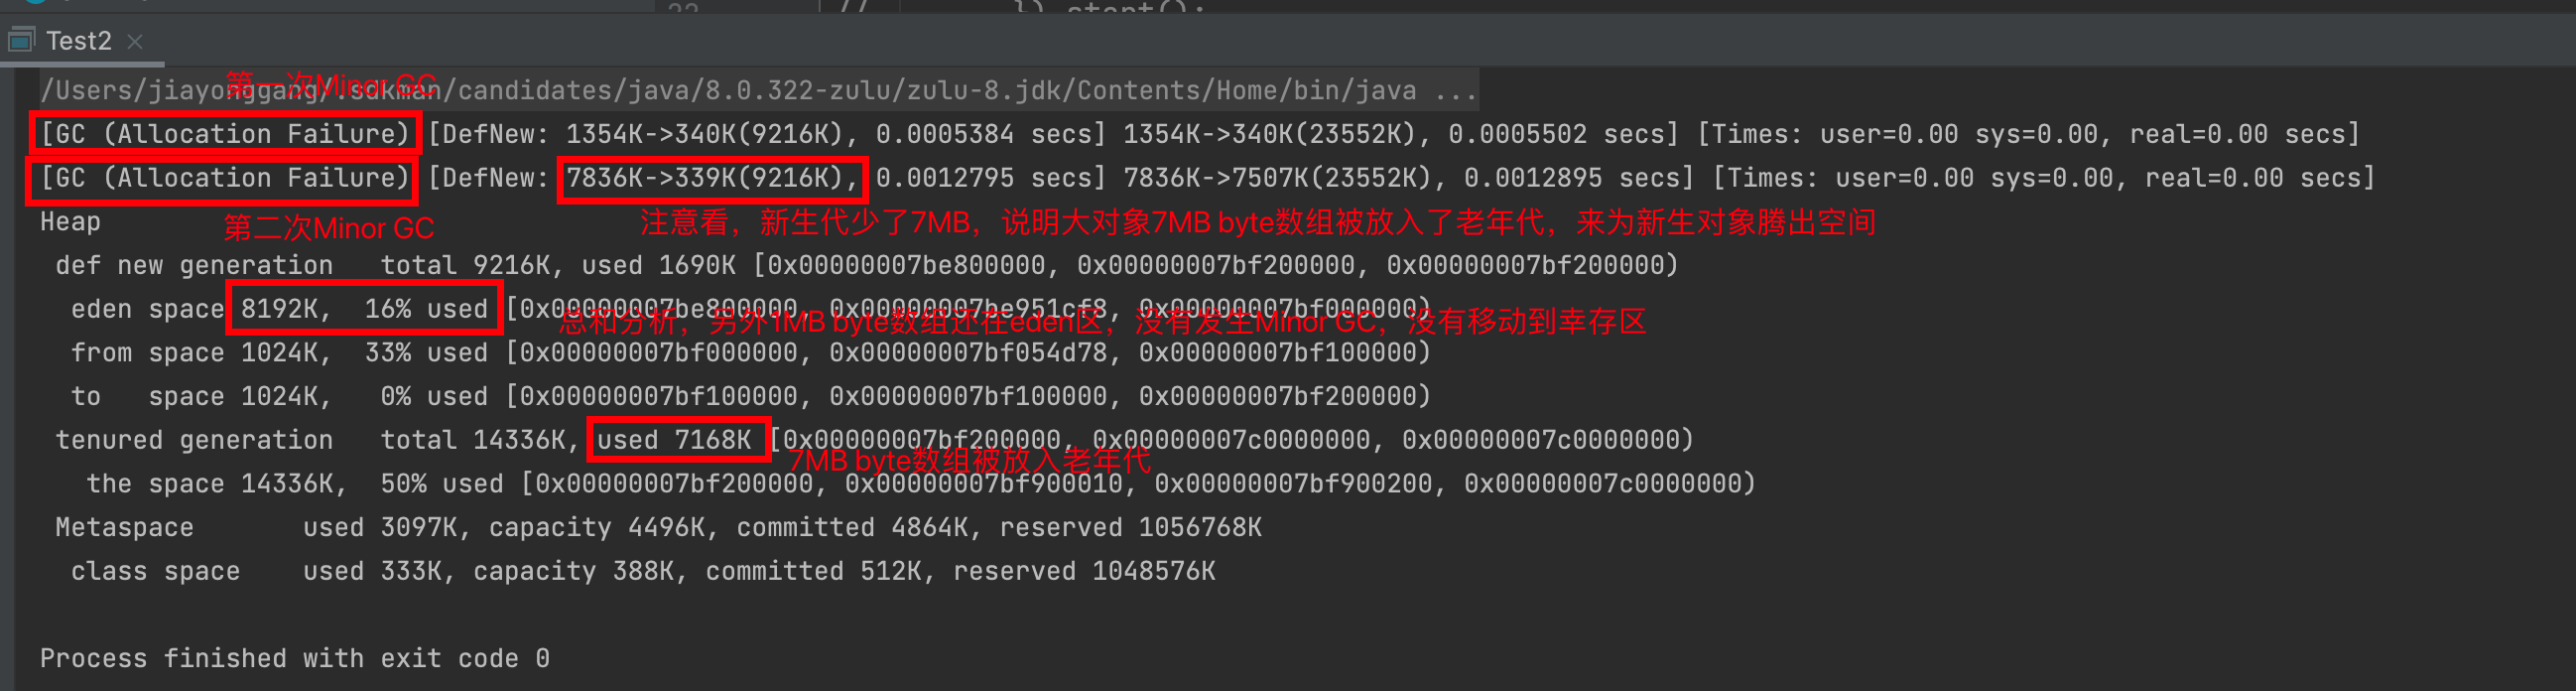 Test2
第一次Minor GC
/Users/jiayonggang/.sdkman/candidates/java/8.0.322-zulu/zulu-8.jdk/Contents/Home/bin/java ...
[GC (Allocation Failure) [DefNew: 1354K->340K(9216K), 0.0005384 secs] 1354K->340K(23552K), 0.0005502 secs] [Times: user=0.00 sys=0.00, real=0.00 secs]
[GC (Allocation Failure) [DefNew: 7836K->339K(9216K), 0.0012795 secs] 7836K->7507K(23552K), 0.0012895 secs] [Times: user=0.00 sys=0.00, real=0.00 secs]
Heap
第二次Minor GC
注意看，新生代少了7MB，说明大对象7MB byte数组被放入了老年代，来为新生对象腾出空间
def new generation   total 9216K, used 1690K [0x00000007be800000, 0x00000007bf200000, 0x00000007bf200000)
eden space 8192K,  16% used [0x00000007be800000, 0x00000007be951cf8, 0x00000007bf000000)
总和分析，另外1MB byte数组还在eden区，没有发生Minor GC，没有移动到幸存区
from space 1024K,  33% used [0x00000007bf000000, 0x00000007bf054d78, 0x00000007bf100000)
to   space 1024K,   0% used [0x00000007bf100000, 0x00000007bf100000, 0x00000007bf200000)
tenured generation   total 14336K, used 7168K [0x00000007bf200000, 0x00000007c0000000, 0x00000007c0000000)
7MB byte数组被放入老年代
the space 14336K,  50% used [0x00000007bf200000, 0x00000007bf900010, 0x00000007bf900200, 0x00000007c0000000)
Metaspace       used 3097K, capacity 4496K, committed 4864K, reserved 1056768K
class space    used 333K, capacity 388K, committed 512K, reserved 1048576K
Process finished with exit code 0